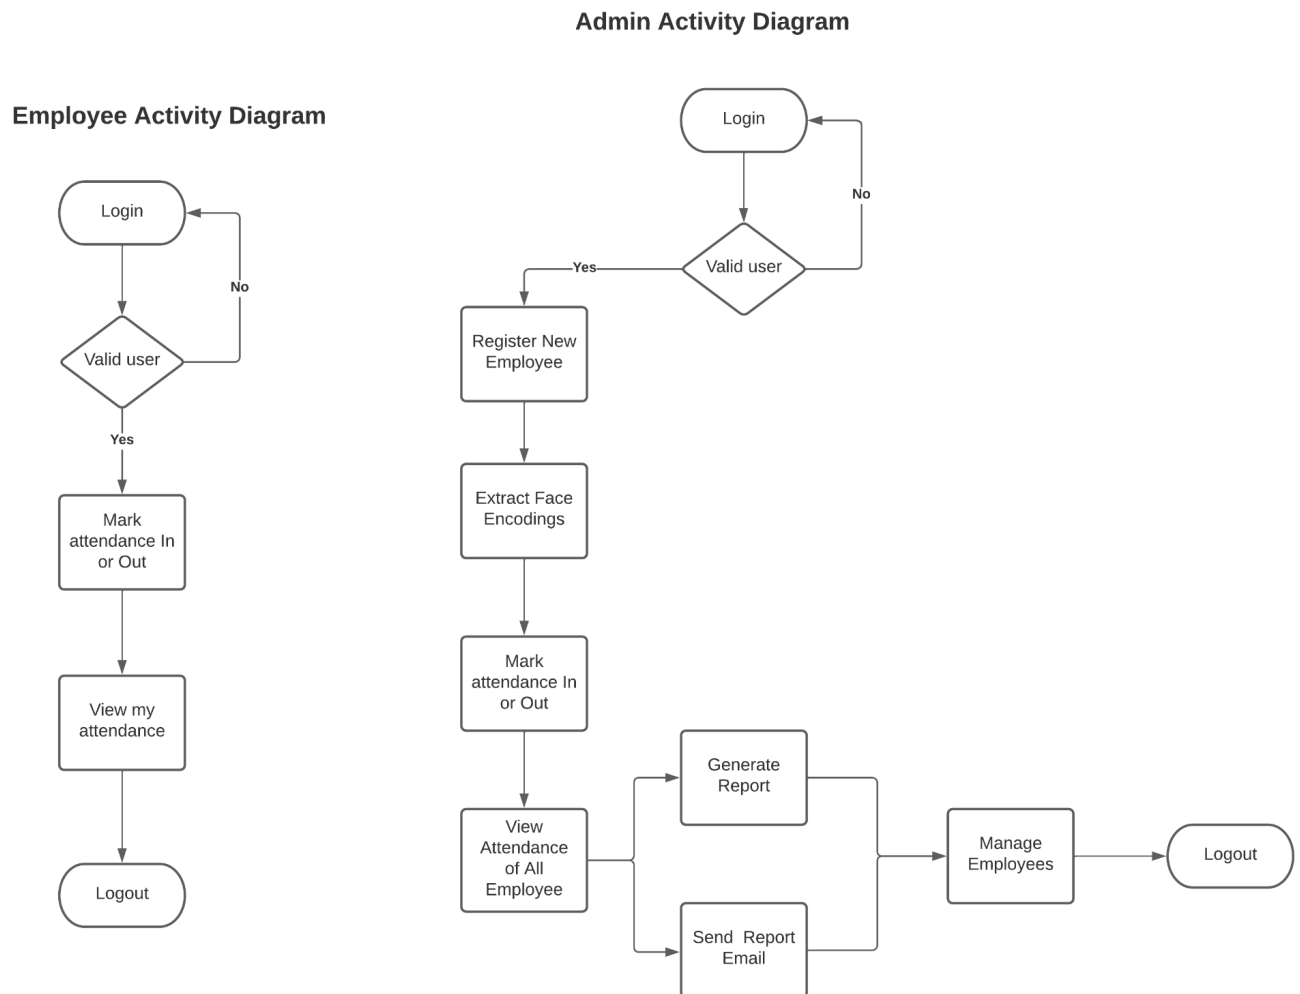 Admin Activity Diagram
Employee Activity Diagram
Login
No
Valid user
Yes
Mark
attendance In
or Out
View my
attendance
Logout
Login
No
Valid user
Yes
Register New
Employee
Extract Face
Encodings
Mark
attendance In
or Out
View
Attendance
of All
Employee
Generate
Report
Send  Report
Email
Manage
Employees
Logout